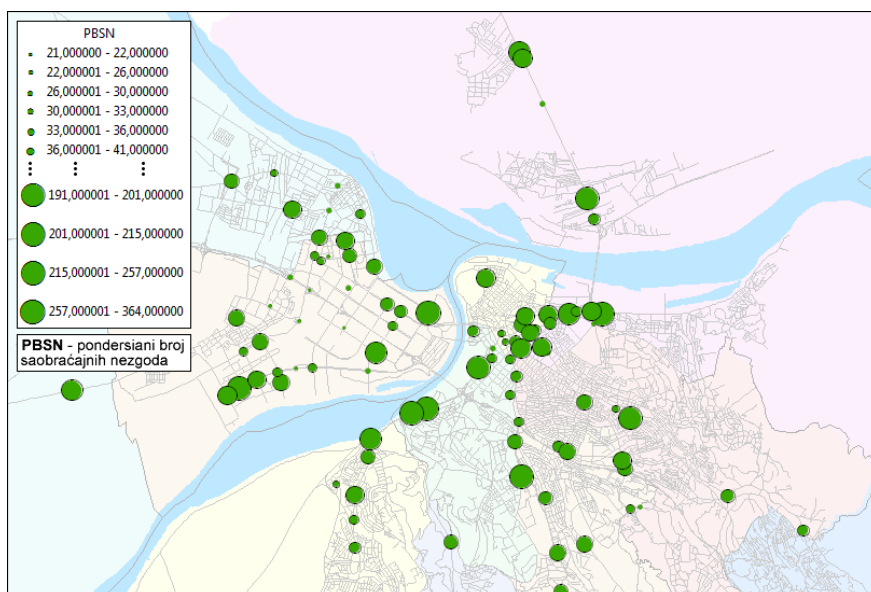 PBSN
21,000000 - 22,000000
22,000001 - 26,000000
26,000001 - 30,000000
30,000001 - 33,000000
33,000001 - 36,000000
36,000001 - 41,000000
191,000001 - 201,000000
201,000001 - 215,000000
215,000001 - 257,000000
257,000001 - 364,000000
PBSN - pondersiani broj
saobraćajnih nezgoda